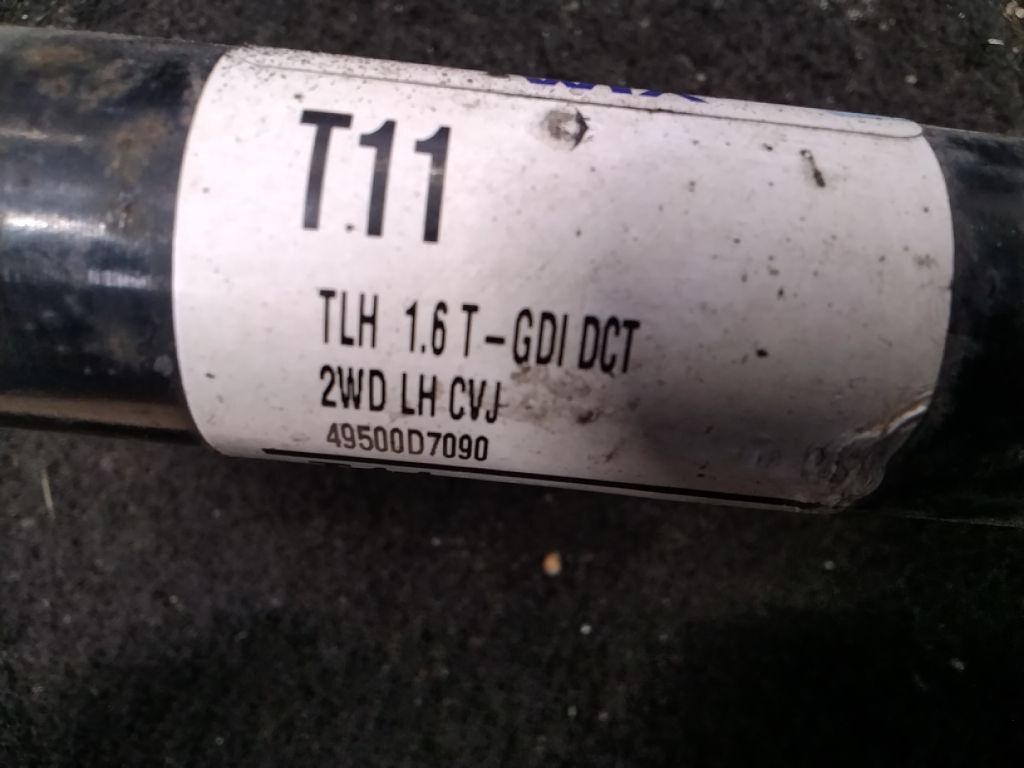 T11
TLH 1.6 T-GDI DCT
2WD LH CVJ
49500D7090